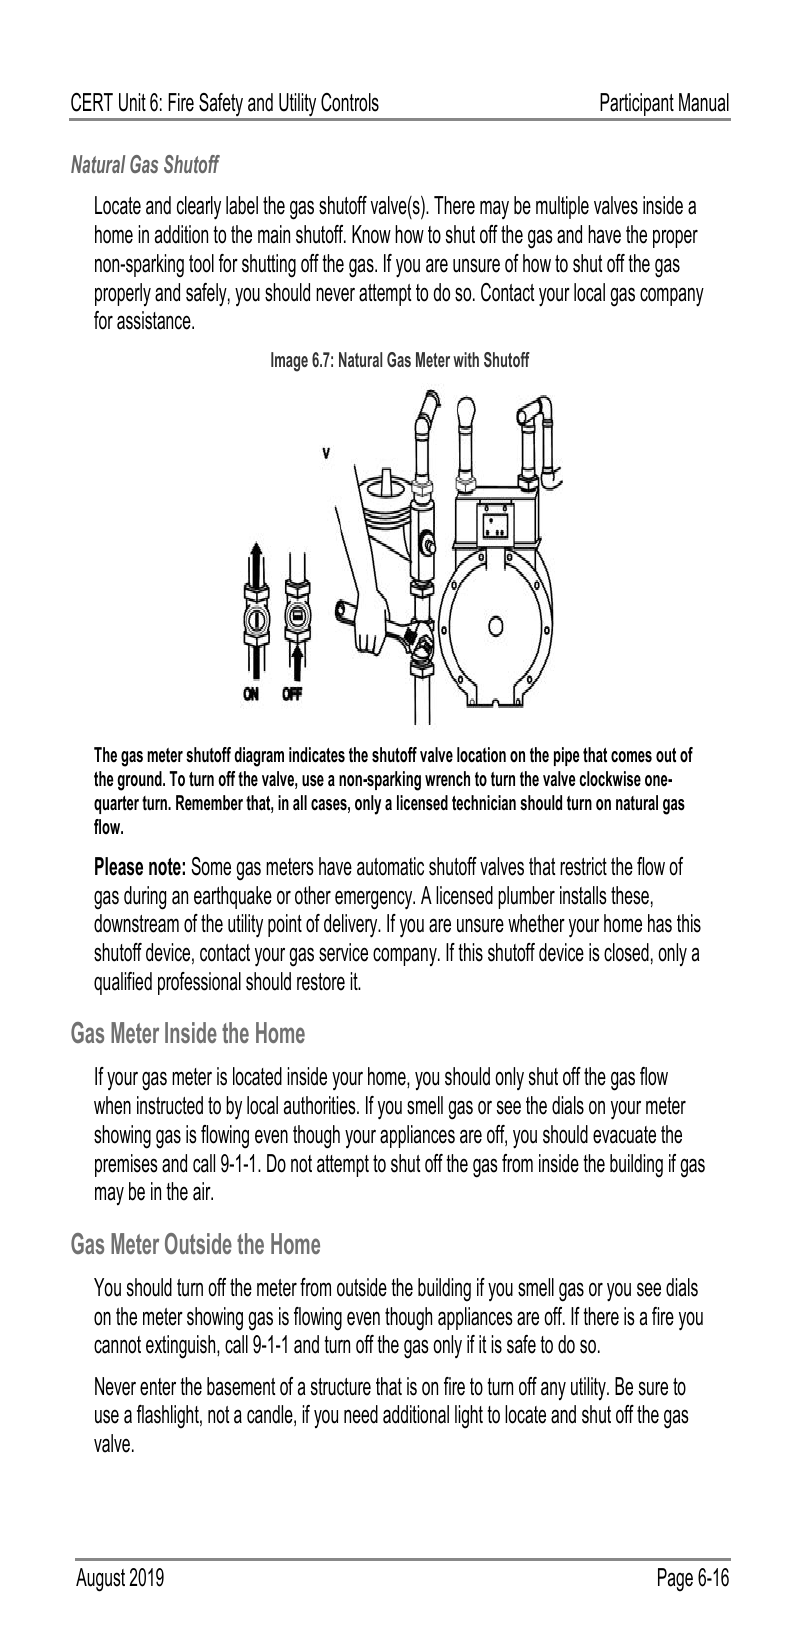 CERT Unit 6: Fire Safety and Utility Controls Participant Manual
Natural Gas Shutoff
Locate and clearly label the gas shutoff valve(s). There may be multiple valves inside a
home in addition to the main shutoff. Know how to shut off the gas and have the proper
non-sparking tool for shutting off the gas. If you are unsure of how to shut off the gas
properly and safely, you should never attempt to do so. Contact your local gas company
for assistance.
Image 6.7: Natural Gas Meter with Shutoff
V
ON OFF
The gas meter shutoff diagram indicates the shutoff valve location on the pipe that comes out of
the ground. To turn off the valve, use a non-sparking wrench to turn the valve clockwise one-
quarter turn. Remember that, in all cases, only a licensed technician should turn on natural gas
flow.
Please note: Some gas meters have automatic shutoff valves that restrict the flow of
gas during an earthquake or other emergency. A licensed plumber installs these,
downstream of the utility point of delivery. If you are unsure whether your home has this
shutoff device, contact your gas service company. If this shutoff device is closed, only a
qualified professional should restore it.
Gas Meter Inside the Home
If your gas meter is located inside your home, you should only shut off the gas flow
when instructed to by local authorities. If you smell gas or see the dials on your meter
showing gas is flowing even though your appliances are off, you should evacuate the
premises and call 9-1-1. Do not attempt to shut off the gas from inside the building if gas
may be in the air.
Gas Meter Outside the Home
You should turn off the meter from outside the building if you smell gas or you see dials
on the meter showing gas is flowing even though appliances are off. If there is a fire you
cannot extinguish, call 9-1-1 and turn off the gas only if it is safe to do so.
Never enter the basement of a structure that is on fire to turn off any utility. Be sure to
use a flashlight, not a candle, if you need additional light to locate and shut off the gas
valve.
August 2019 Page 6-16